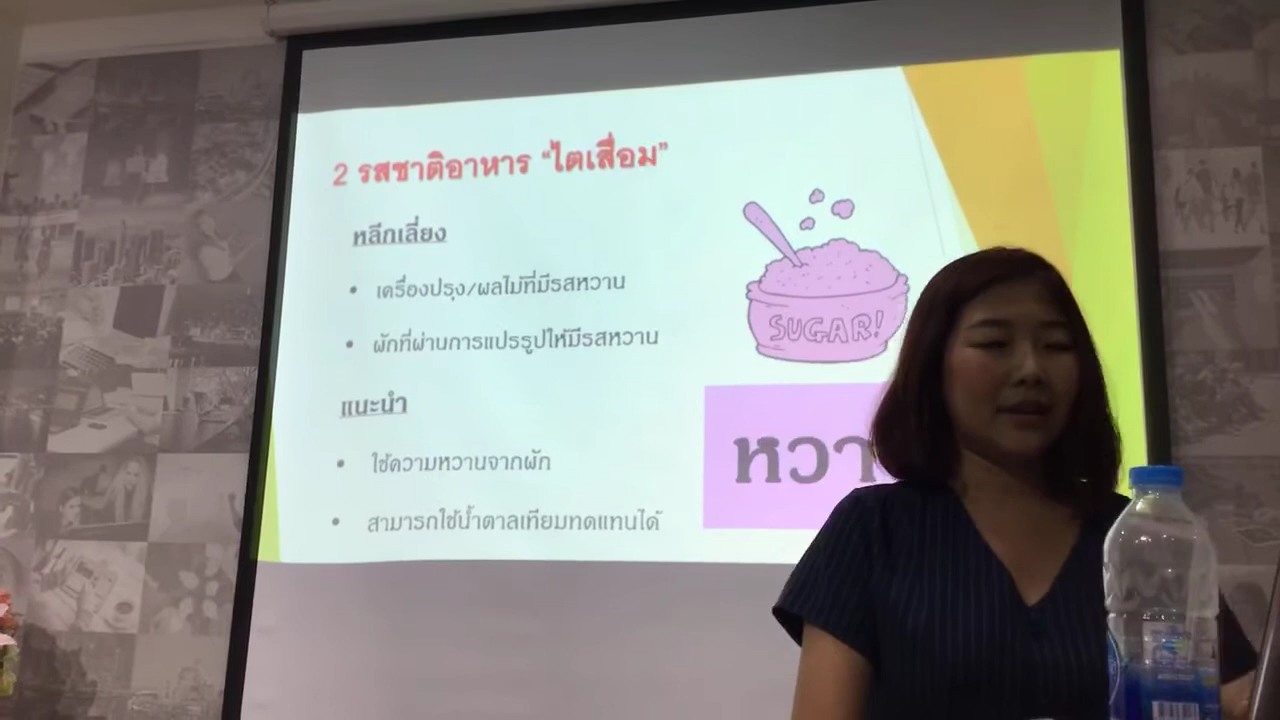 2 รสชาติอาหาร “ไตเสื่อม”
หลีกเลี่ยง
• เครื่องปรุง/ผลไม้ที่มีรสหวาน
• ผักที่ผ่านการแปรรูปให้มีรสหวาน
แนะนำ
• ใช้ความหวานจากผัก
• สามารถใช้น้ำตาลเทียมทดแทนได้
SUGAR!
หวา